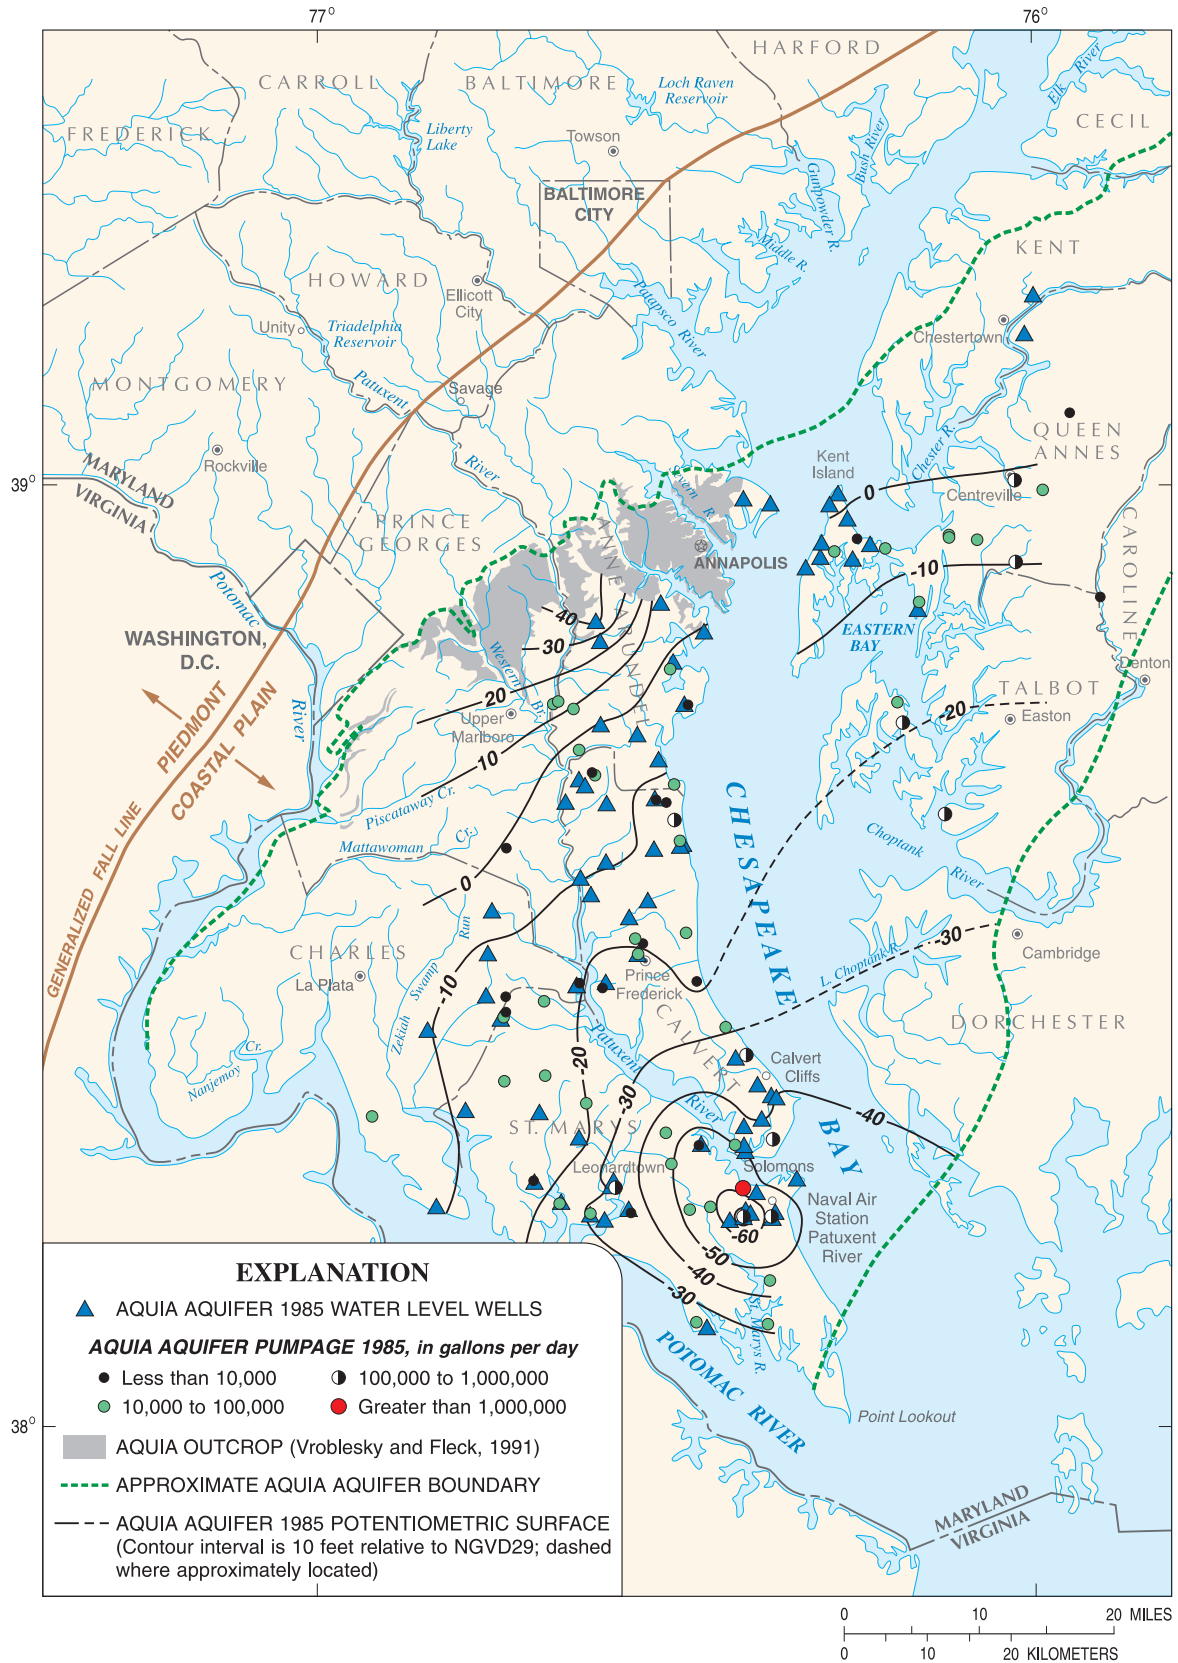 77°
76°
HARFORD
CARROLL
BALTIMORE
Loch Raven
Reservoir
Elk River
CECIL
FREDERICK
Liberty
Lake
Towson
Bush River
Gunpowder R.
BALTIMORE
CITY
Middle R.
KENT
HOWARD
Ellicott
City
Patapsco River
Unity
Triadelphia
Reservoir
Chestertown
MONTGOMERY
Patuxent
Savage
River
QUEEN
ANNES
Rockville
Kent
Island
Chester R.
39°
MARYLAND
VIRGINIA
0
Centreville
Severn R.
PRINCE
GEORGES
ANNE ARUNDEL
ANNAPOLIS
CAROLINE
-10
Potomac
River
WASHINGTON,
D.C.
40
30
EASTERN
BAY
Western
Br.
Denton
20
TALBOT
-20
Easton
Upper
Marlboro
PIEDMONT
COASTAL PLAIN
10
GENERALIZED FALL LINE
Piscataway Cr.
Mattawoman
Cr.
CHESAPEAKE
BAY
Choptank
River
0
Run
Swamp
Zekiah
CHARLES
La Plata
-10
-30
Cambridge
L. Choptank R.
Prince
Frederick
CALVERT
DORCHESTER
Nanjemoy
Cr.
-20
Patuxent
River
Calvert
Cliffs
-30
-40
ST. MARYS
Leonardtown
Solomons
Naval Air
Station
Patuxent
River
-60
-50
-40
-30
St. Marys R.
POTOMAC RIVER
Point Lookout
38°
MARYLAND
VIRGINIA
EXPLANATION
AQUIA AQUIFER 1985 WATER LEVEL WELLS
AQUIA AQUIFER PUMPAGE 1985, in gallons per day
Less than 10,000
100,000 to 1,000,000
10,000 to 100,000
Greater than 1,000,000
AQUIA OUTCROP (Vroblesky and Fleck, 1991)
APPROXIMATE AQUIA AQUIFER BOUNDARY
AQUIA AQUIFER 1985 POTENTIOMETRIC SURFACE
(Contour interval is 10 feet relative to NGVD29; dashed
where approximately located)
0 10 20 MILES
0 10 20 KILOMETERS